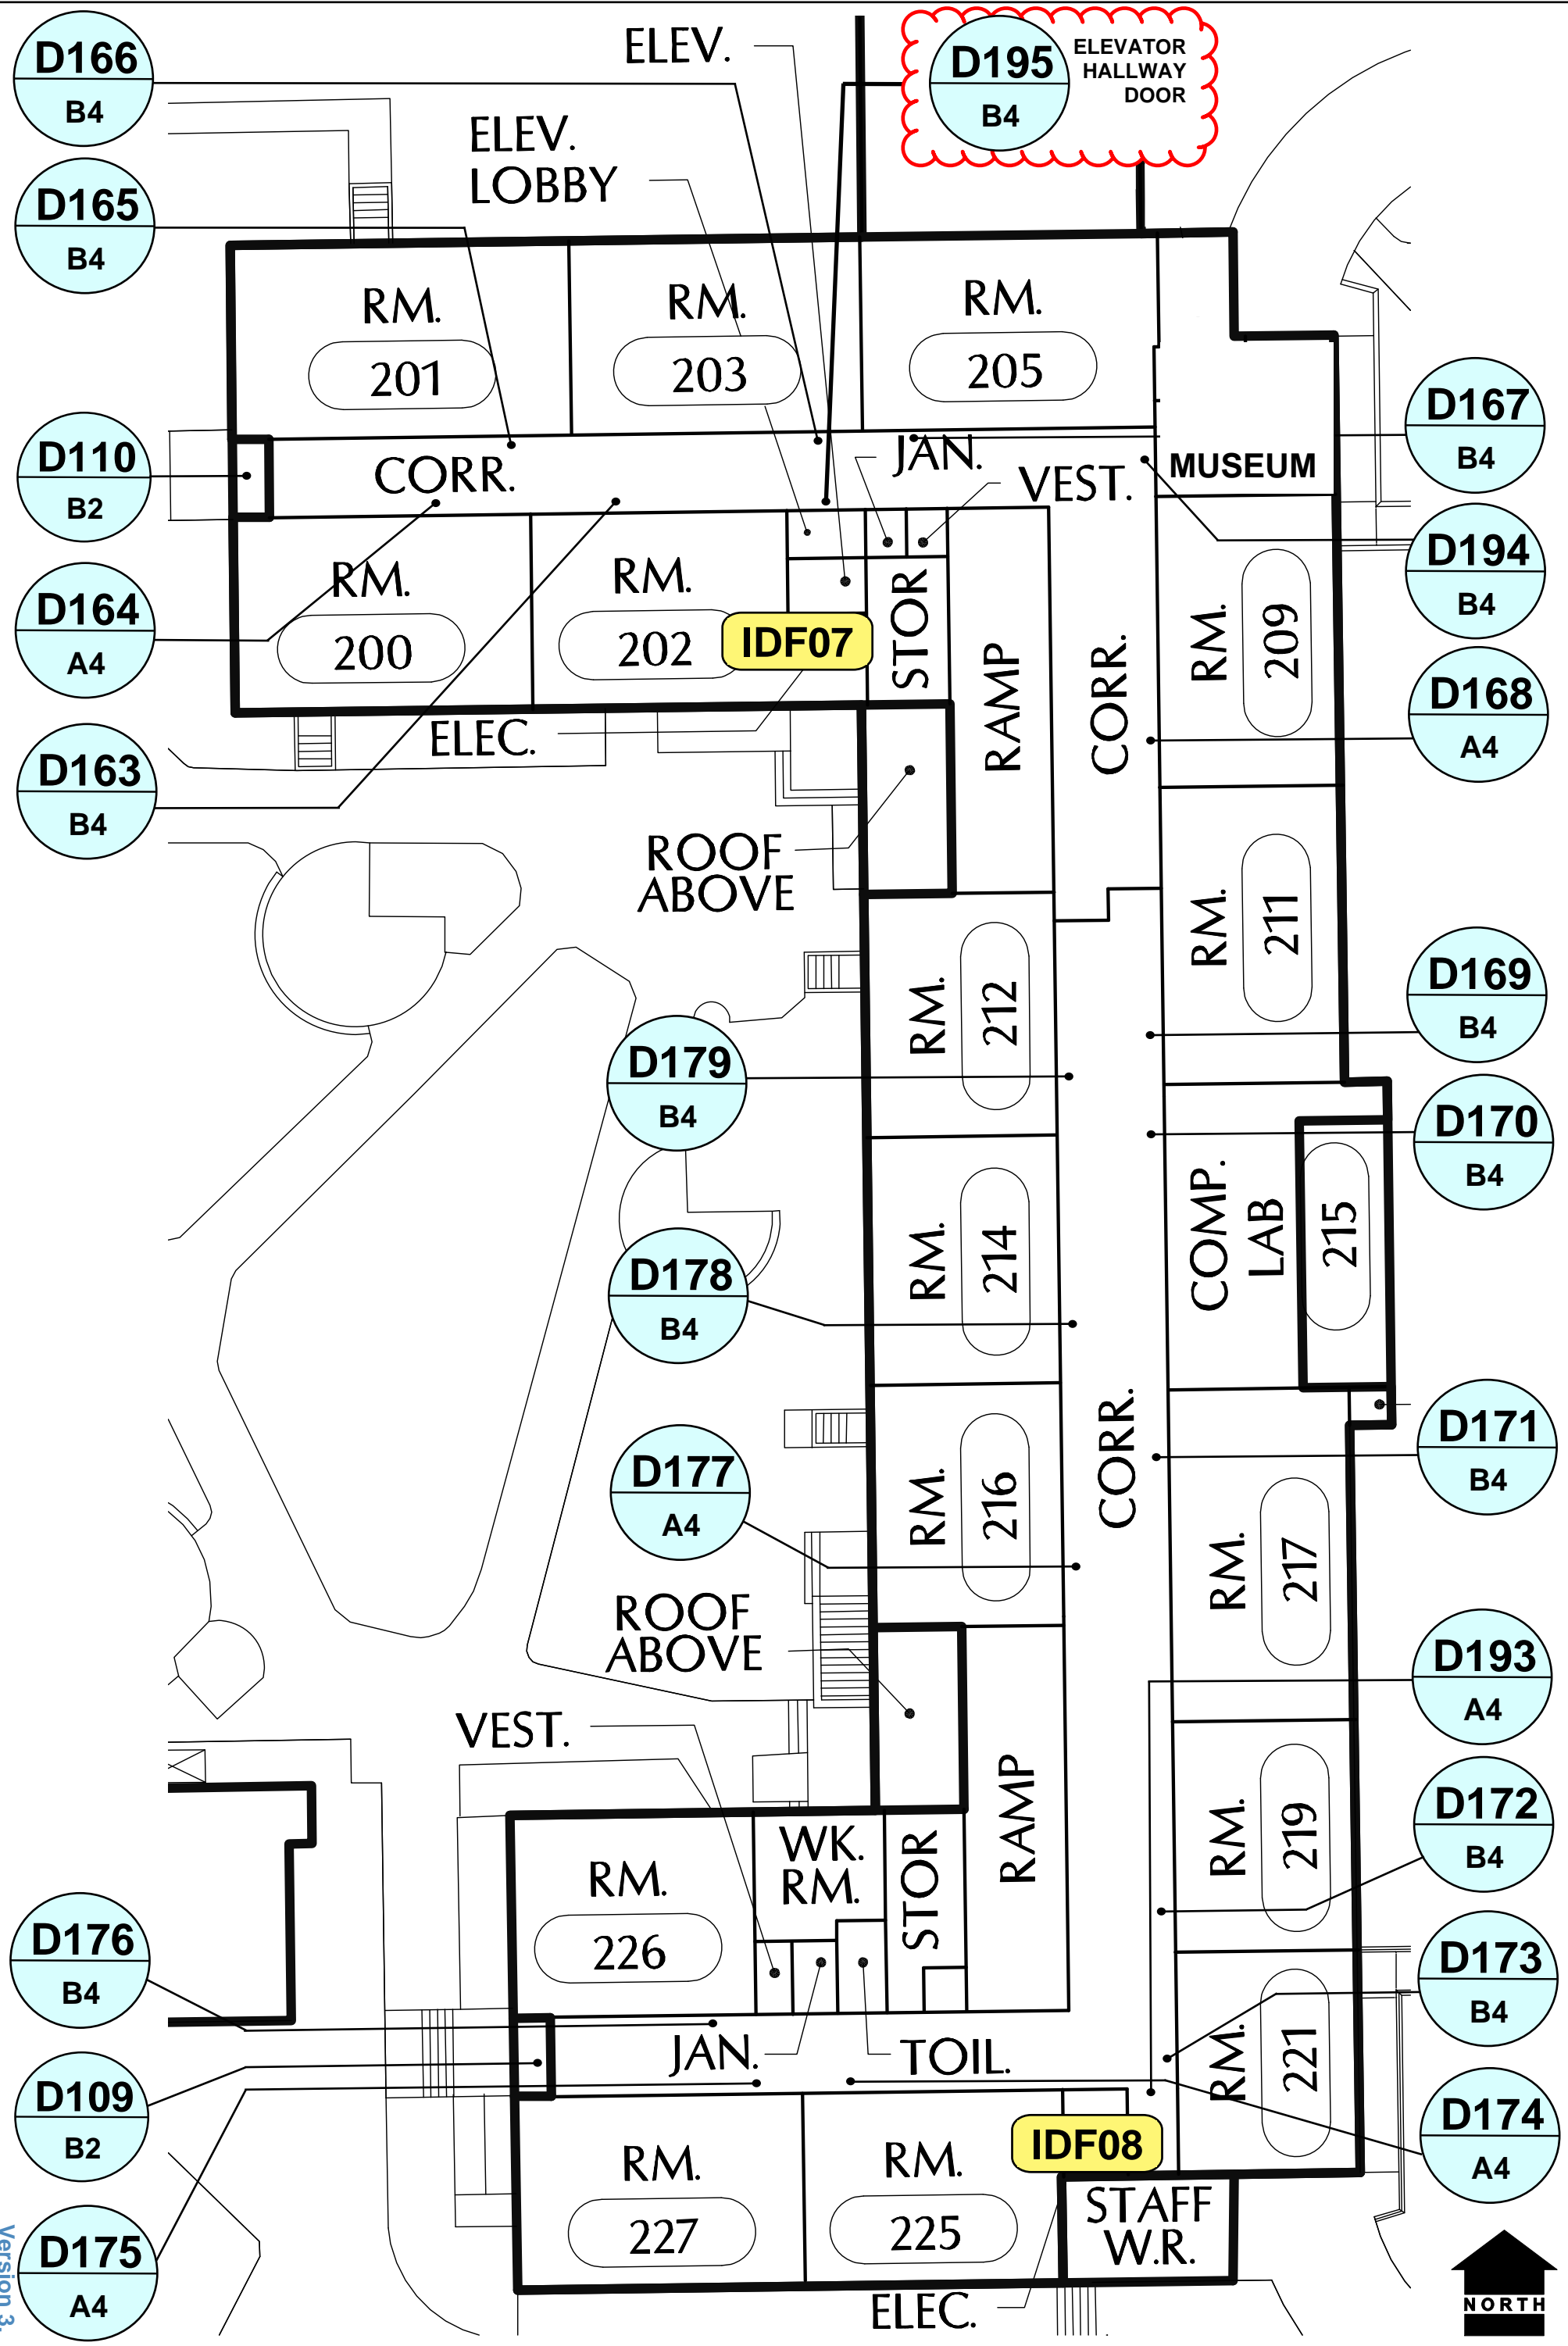 D166
B4
ELEV.
D195
B4
ELEVATOR
HALLWAY
DOOR
ELEV.
LOBBY
D165
B4
RM.
201
RM.
203
RM.
205
D167
B4
D110
B2
CORR.
JAN.
VEST.
MUSEUM
D194
B4
D164
A4
RM.
200
RM.
202
IDF07
STOR
RAMP
CORR.
RM.
209
D168
A4
ELEC.
D163
B4
ROOF
ABOVE
RM.
211
D169
B4
RM.
212
D179
B4
D170
B4
COMP.
LAB
215
RM.
214
D178
B4
D171
B4
CORR.
RM.
216
D177
A4
RM.
217
ROOF
ABOVE
D193
A4
VEST.
RAMP
RM.
219
D172
B4
WK.
RM.
STOR
RM.
226
D176
B4
D173
B4
JAN.
TOIL.
RM.
221
D109
B2
D174
A4
IDF08
RM.
227
RM.
225
STAFF
W.R.
D175
A4
ELEC.
NORTH
Version 3.